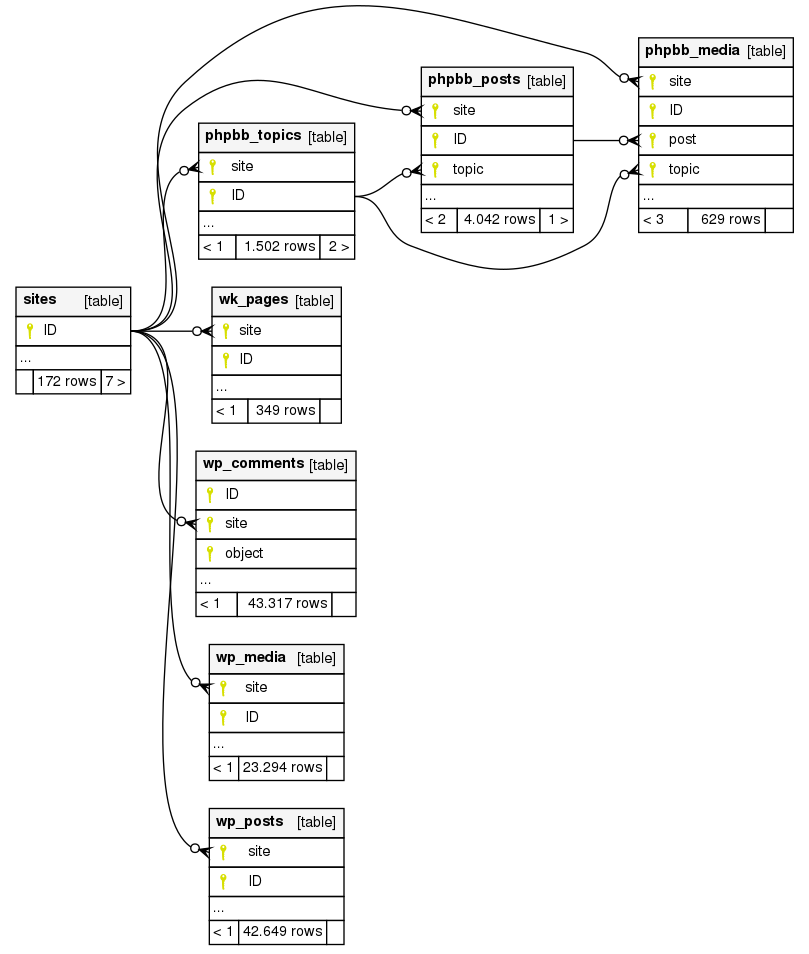 sites [table]
ID
...
172 rows 7 >
phpbb_topics [table]
site
ID
...
< 1 1.502 rows 2 >
phpbb_posts [table]
site
ID
topic
...
< 2 4.042 rows 1 >
phpbb_media [table]
site
ID
post
topic
...
< 3 629 rows
wk_pages [table]
site
ID
...
< 1 349 rows
wp_comments [table]
ID
site
object
...
< 1 43.317 rows
wp_media [table]
site
ID
...
< 1 23.294 rows
wp_posts [table]
site
ID
...
< 1 42.649 rows